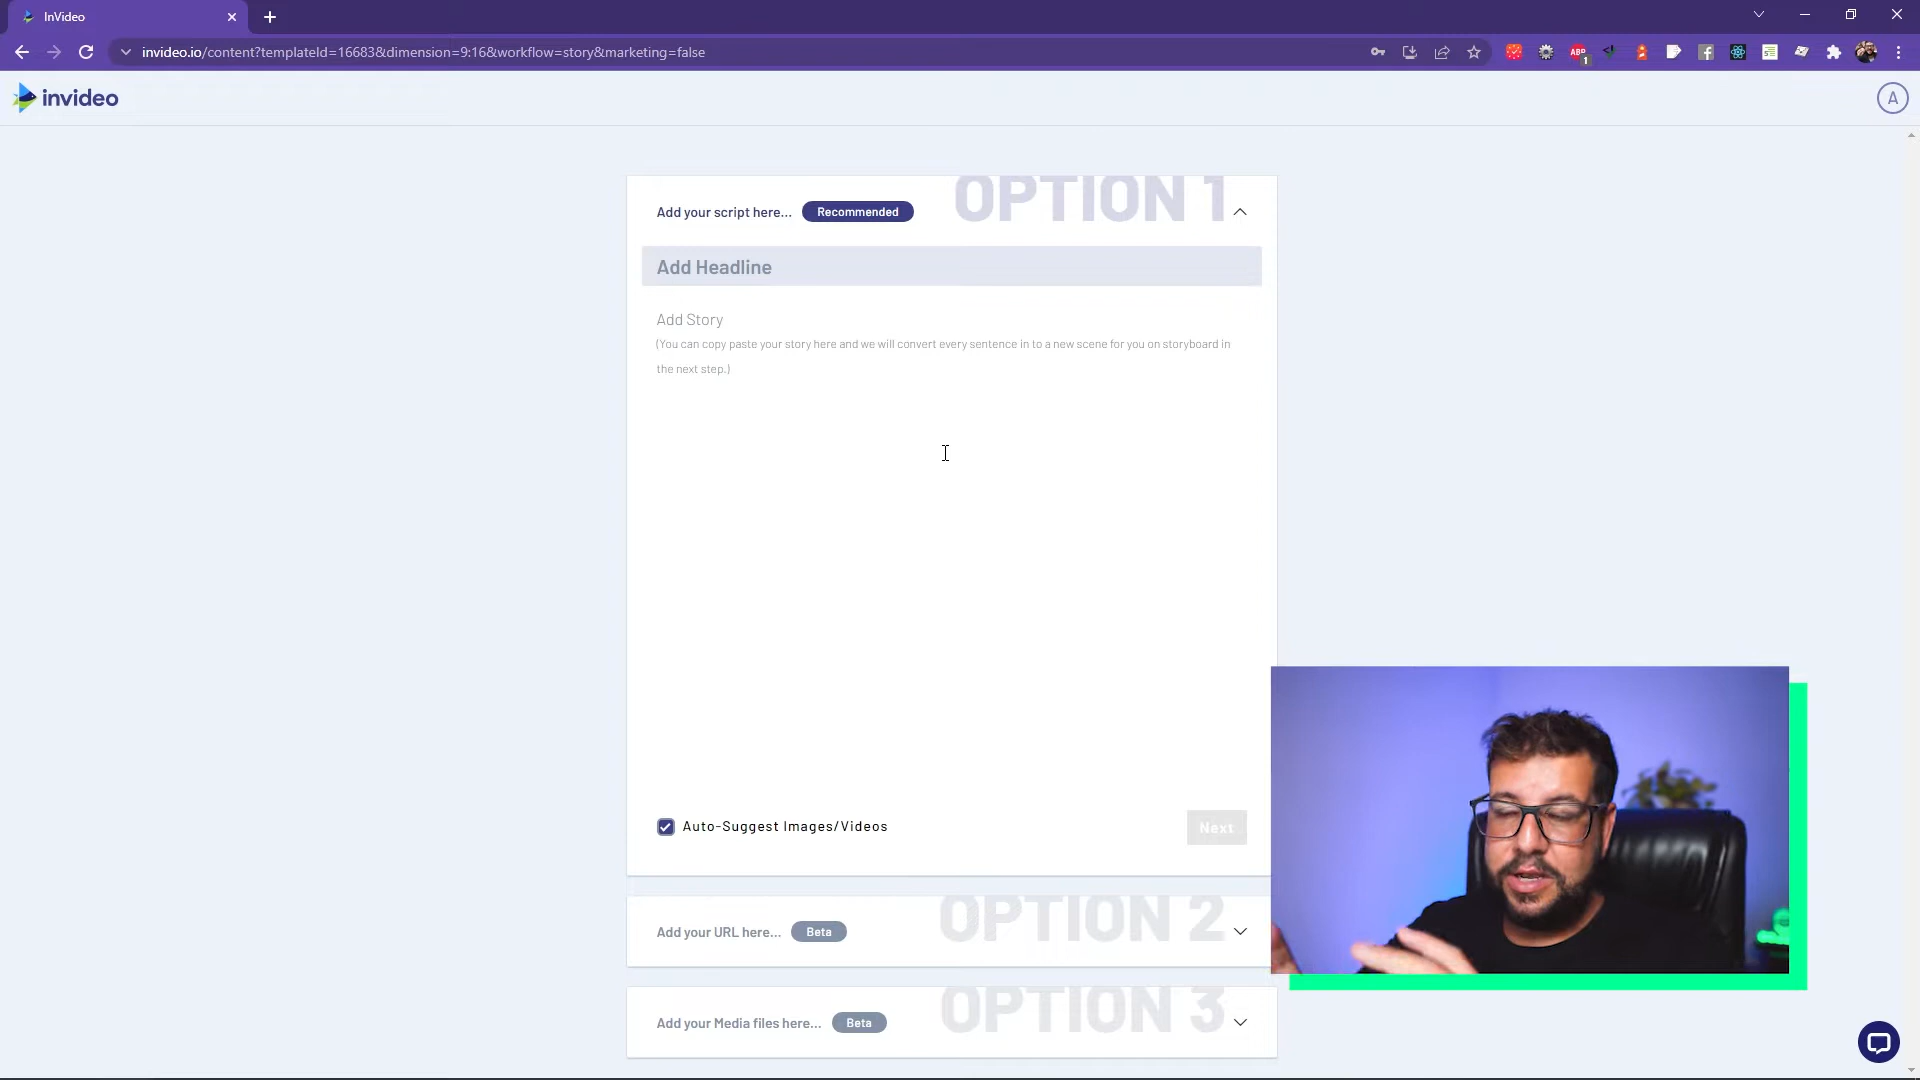 InVideo
invideo.io/content?templateId=16683&dimension=9:16&workflow=story&marketing=false
ABP
1
invideo
A
OPTION 1
Add your script here...
Recommended
Add Headline
Add Story
(You can copy paste your story here and we will convert every sentence in to a new scene for you on storyboard in
the next step.)
Auto-Suggest Images/Videos
Next
OPTION 2
Add your URL here...
Beta
OPTION 3
Add your Media files here...
Beta